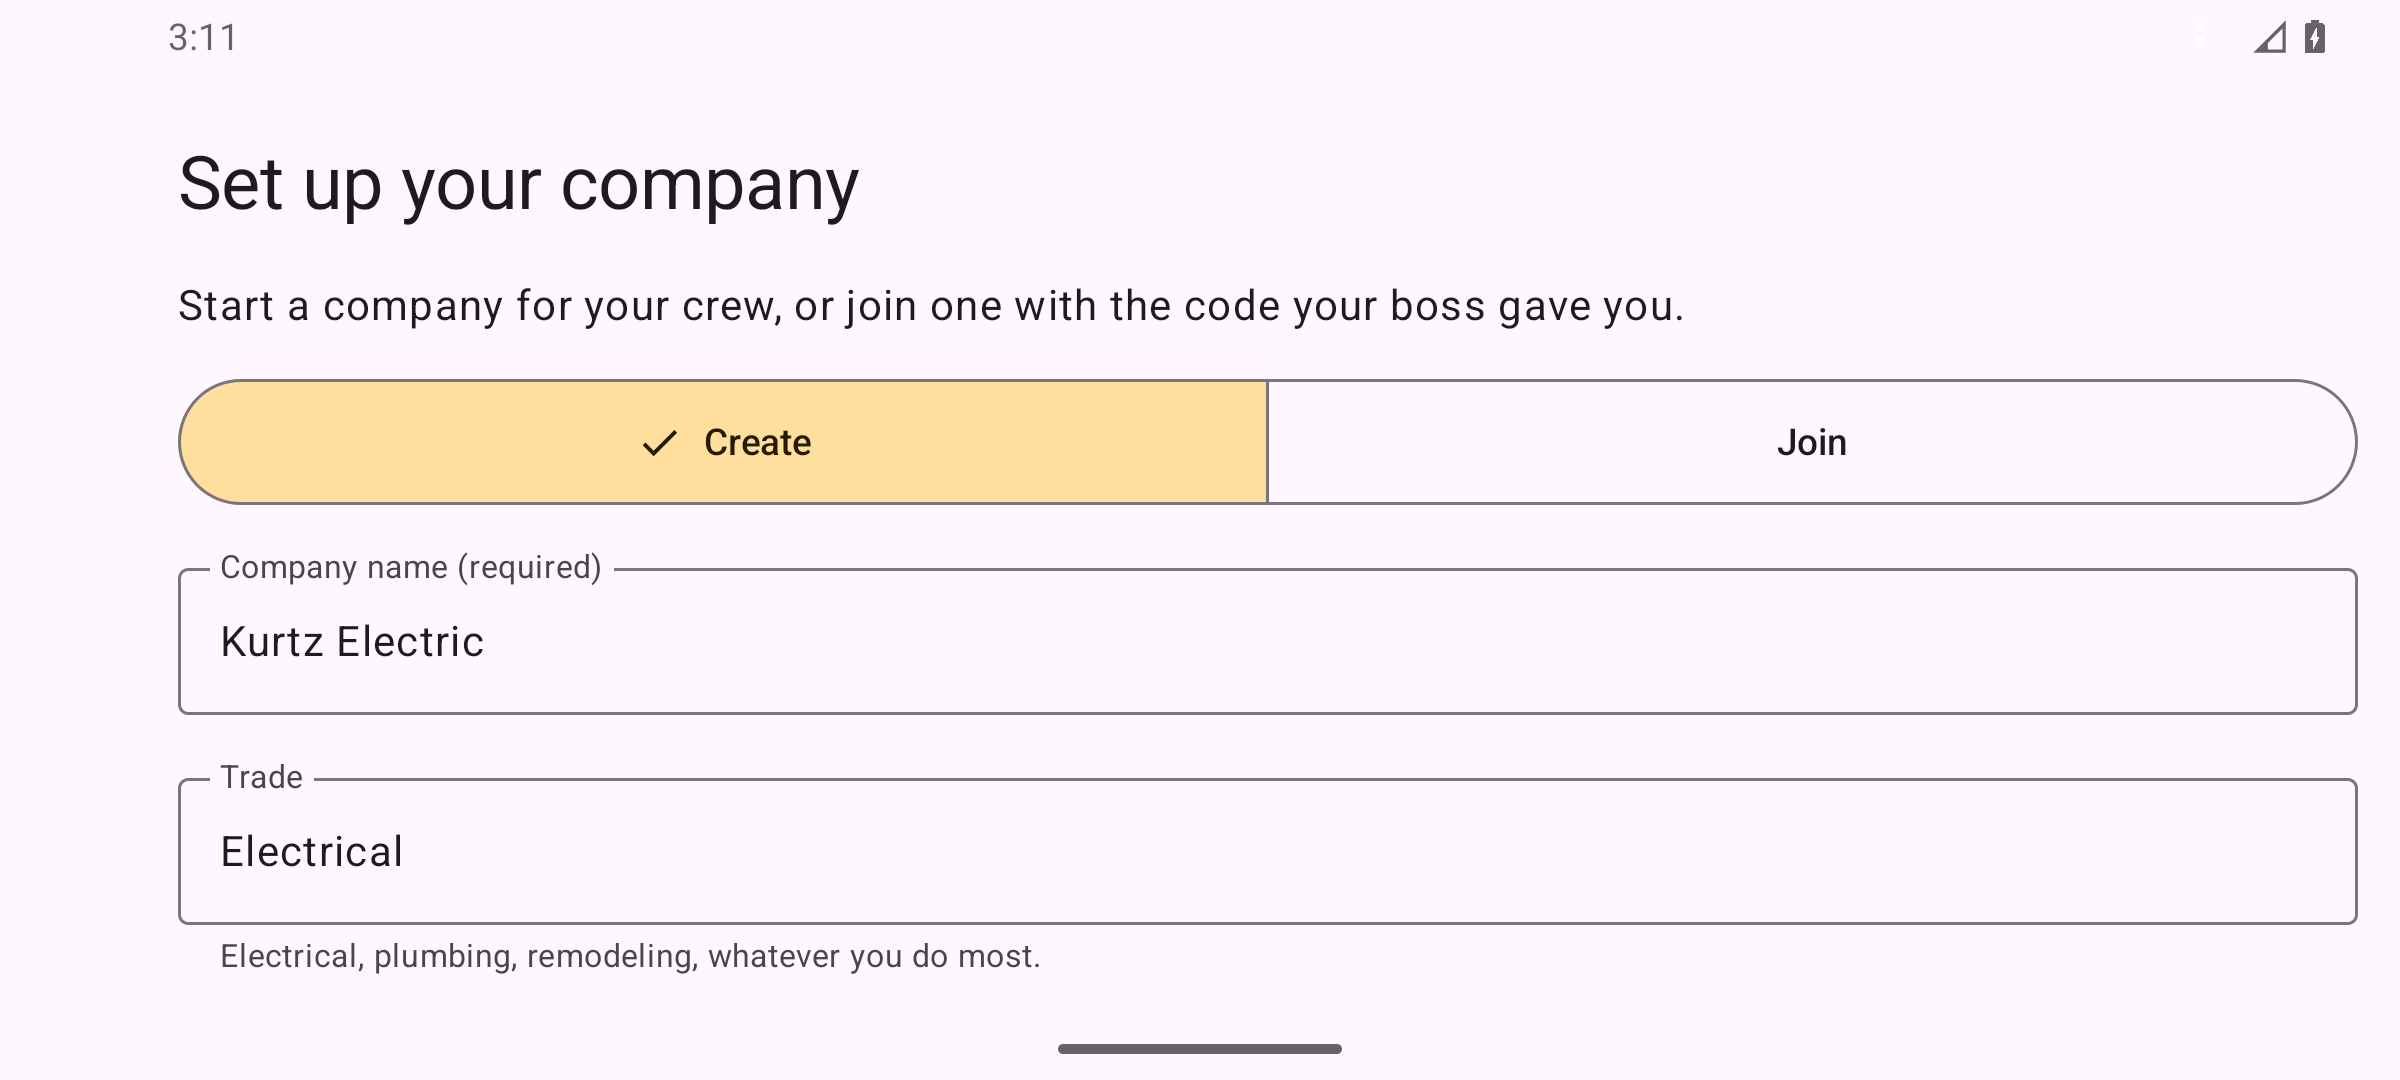 3:11
Set up your company
Start a company for your crew, or join one with the code your boss gave you.
Create
Join
Company name (required)
Kurtz Electric
Trade
Electrical
Electrical, plumbing, remodeling, whatever you do most.